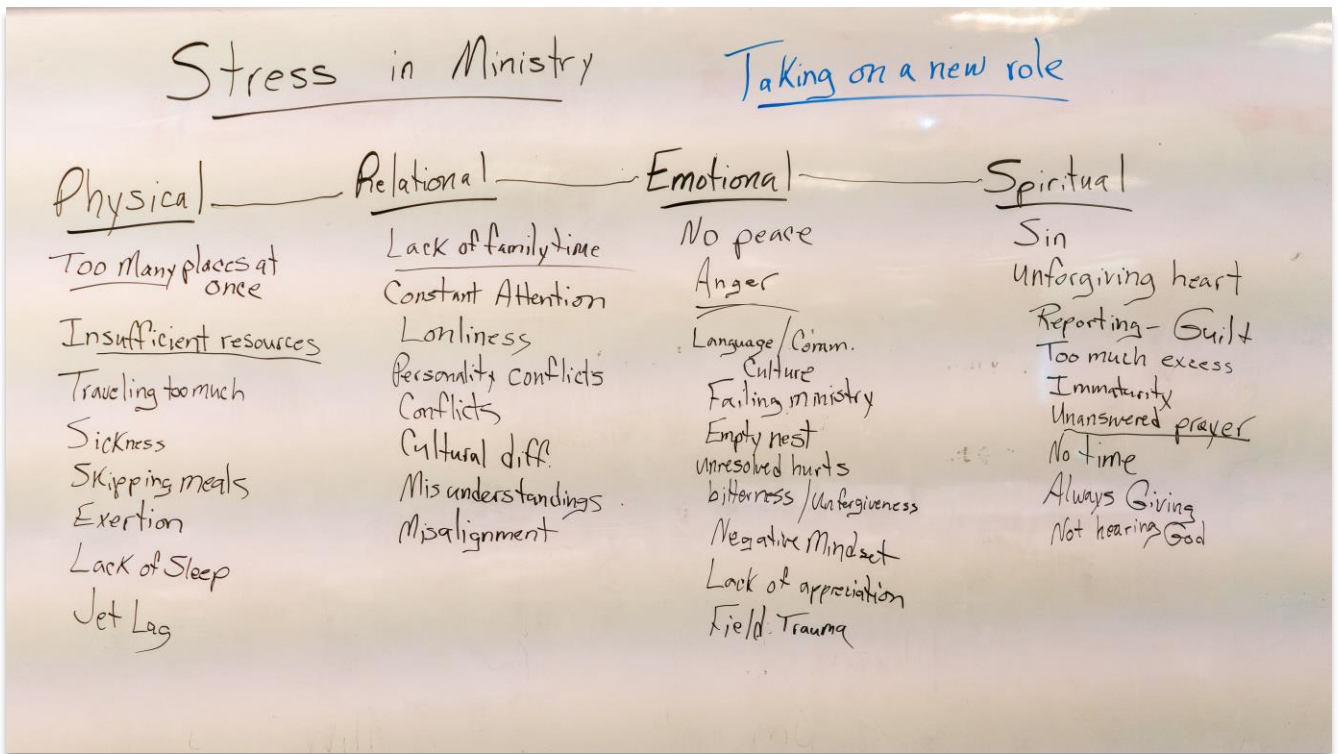 Stress in Ministry
Taking on a new role
Physical
Too Many places at
once
Insufficient resources
Traveling too much
Sickness
Skipping meals
Exertion
Lack of Sleep
Jet Lag
Relational
Lack of family time
Constant Attention
Lonliness
Personality conflicts
Conflicts
Cultural diff.
Misunderstandings
Misalignment
Emotional
No peace
Anger
Language/Comm.
Culture
Failing ministry
Empty nest
unresolved hurts
bitterness/Unforgiveness
Negative Mindset
Lack of appreciation
Field Trauma
Spiritual
Sin
Unforgiving heart
Reporting - Guilt
Too much excess
Immaturity
Unanswered prayer
No time
Always Giving
Not hearing God